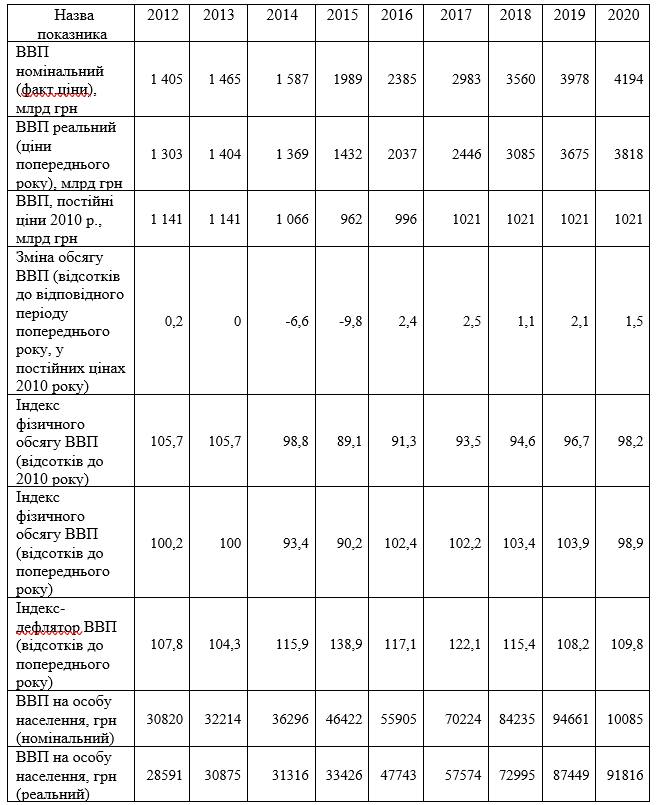 Назва показника 2012 2013 2014 2015 2016 2017 2018 2019 2020
ВВП
номінальний
(факт.ціни),
млрд грн
1 405 1 465 1 587 1989 2385 2983 3560 3978 4194
ВВП реальний
(ціни
попереднього
року), млрд грн
1 303 1 404 1 369 1432 2037 2446 3085 3675 3818
ВВП, постійні
ціни 2010 р.,
млрд грн
1 141 1 141 1 066 962 996 1021 1021 1021 1021
Зміна обсягу
ВВП (відсотків
до відповідного
періоду
попереднього
року, у
постійних цінах
2010 року)
0,2 0 -6,6 -9,8 2,4 2,5 1,1 2,1 1,5
Індекс
фізичного
обсягу ВВП
(відсотків до
2010 року)
105,7 105,7 98,8 89,1 91,3 93,5 94,6 96,7 98,2
Індекс
фізичного
обсягу ВВП
(відсотків до
попереднього
року)
100,2 100 93,4 90,2 102,4 102,2 103,4 103,9 98,9
Індекс-
дефлятор ВВП
(відсотків до
попереднього
року)
107,8 104,3 115,9 138,9 117,1 122,1 115,4 108,2 109,8
ВВП на особу
населення, грн
(номінальний)
30820 32214 36296 46422 55905 70224 84235 94661 10085
ВВП на особу
населення, грн
(реальний)
28591 30875 31316 33426 47743 57574 72995 87449 91816